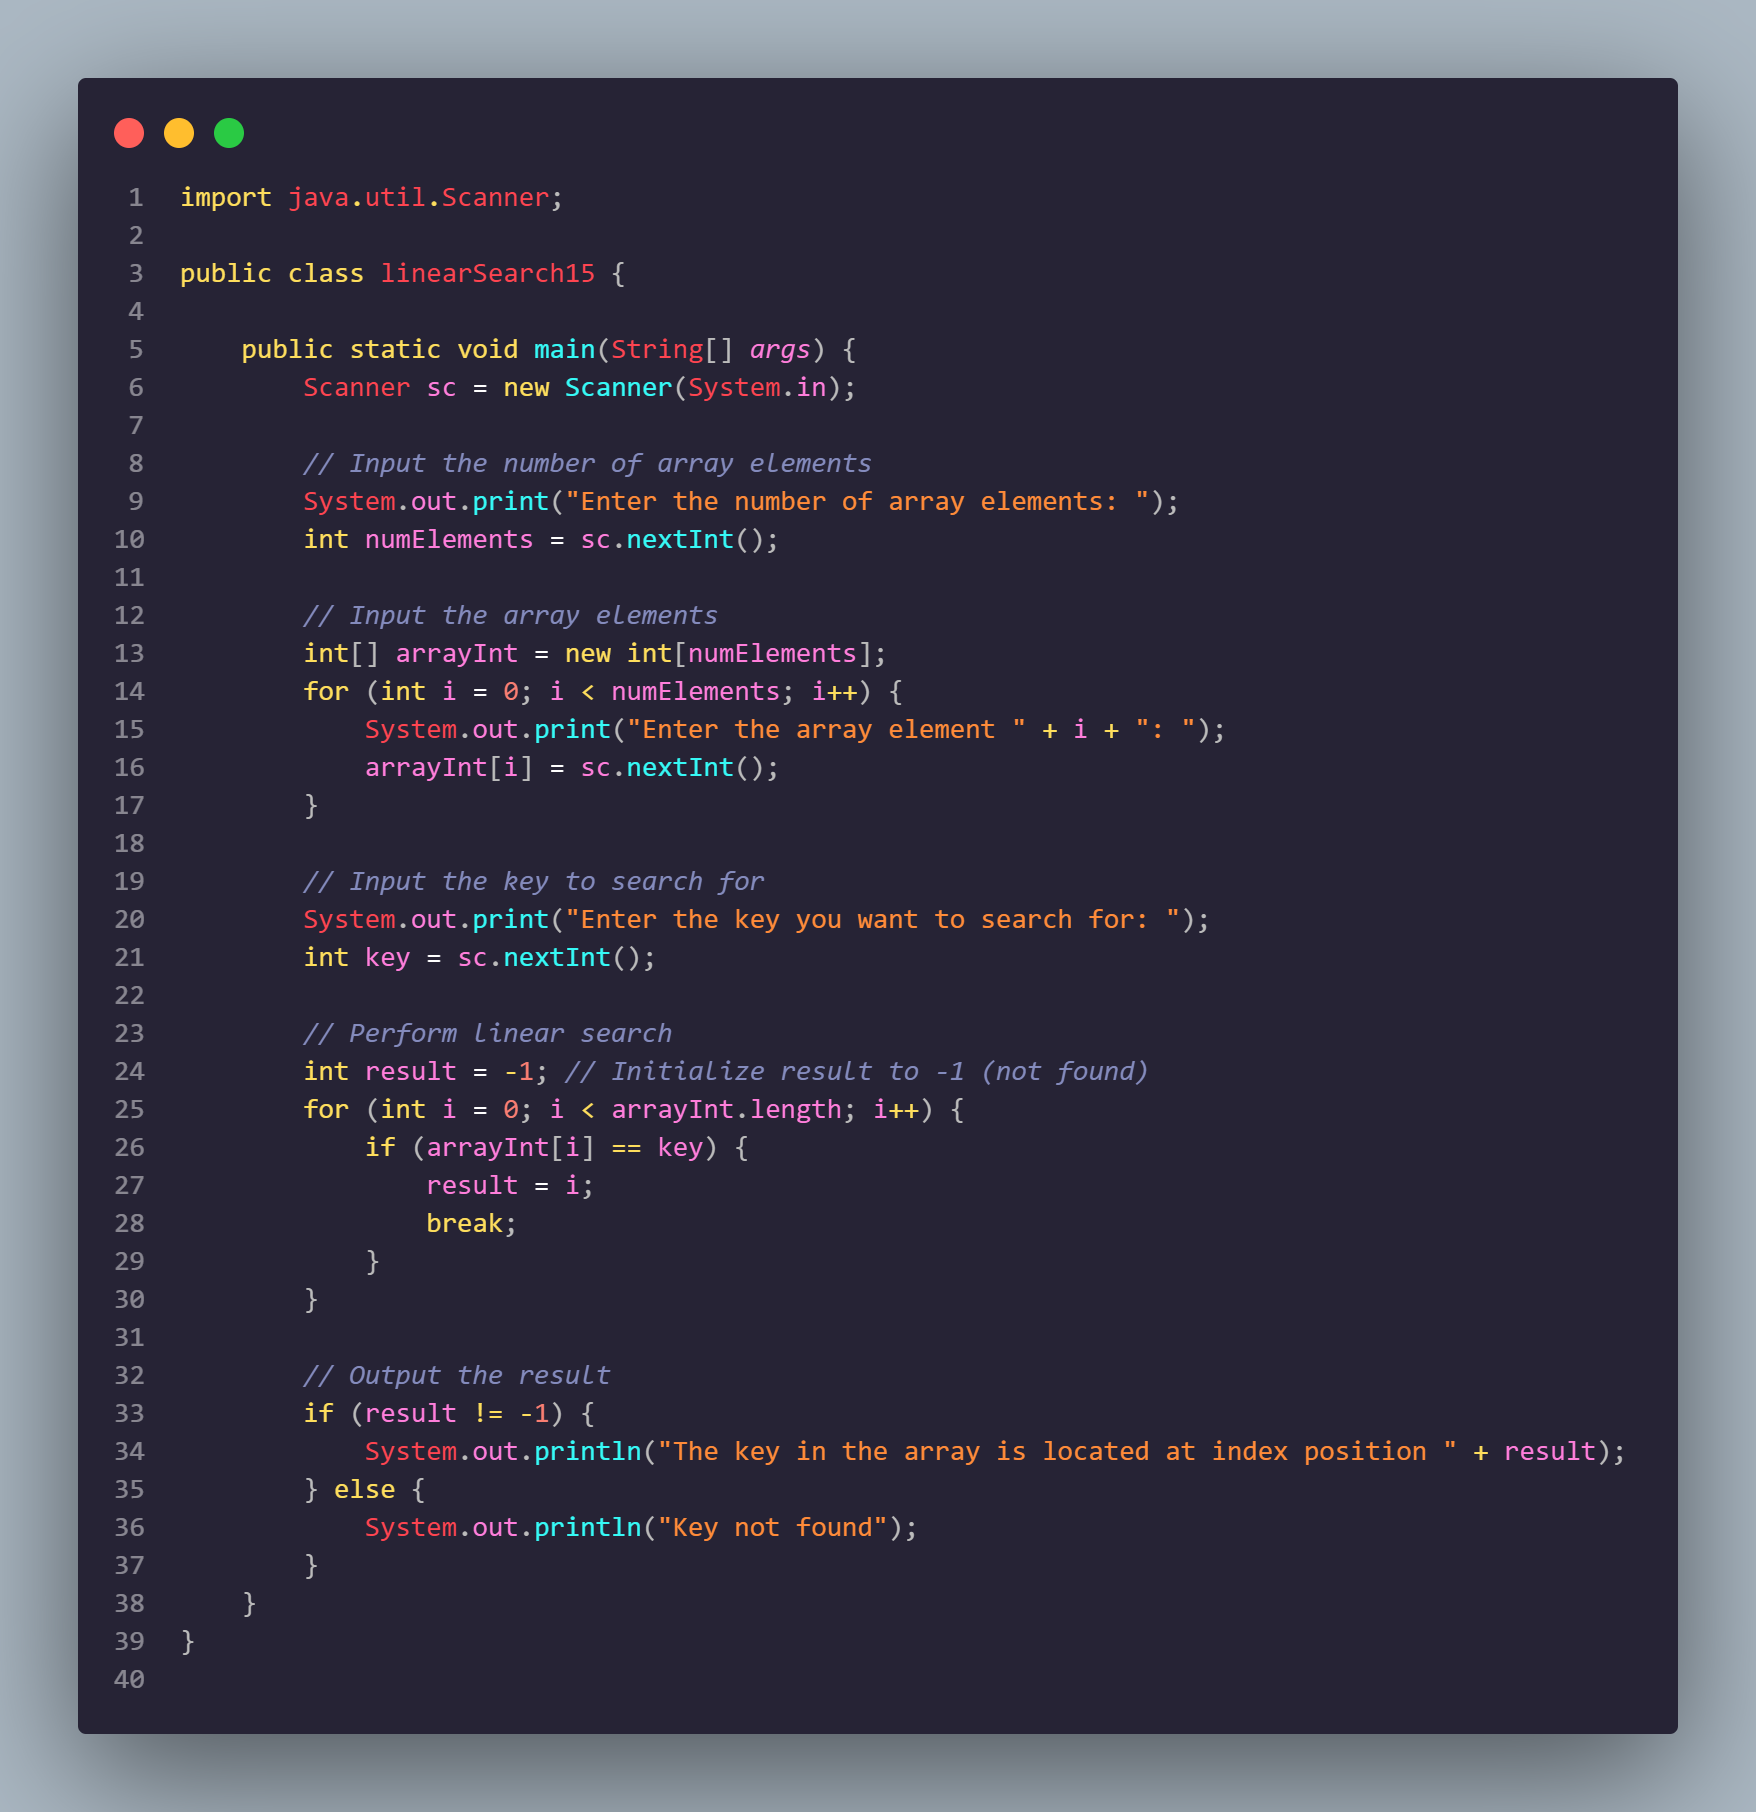 1 import java.util.Scanner;
2
3 public class linearSearch15 {
4
5     public static void main(String[] args) {
6         Scanner sc = new Scanner(System.in);
7
8         // Input the number of array elements
9         System.out.print("Enter the number of array elements: ");
10         int numElements = sc.nextInt();
11
12         // Input the array elements
13         int[] arrayInt = new int[numElements];
14         for (int i = 0; i < numElements; i++) {
15             System.out.print("Enter the array element " + i + ": ");
16             arrayInt[i] = sc.nextInt();
17         }
18
19         // Input the key to search for
20         System.out.print("Enter the key you want to search for: ");
21         int key = sc.nextInt();
22
23         // Perform linear search
24         int result = -1; // Initialize result to -1 (not found)
25         for (int i = 0; i < arrayInt.length; i++) {
26             if (arrayInt[i] == key) {
27                 result = i;
28                 break;
29             }
30         }
31
32         // Output the result
33         if (result != -1) {
34             System.out.println("The key in the array is located at index position " + result);
35         } else {
36             System.out.println("Key not found");
37         }
38     }
39 }
40